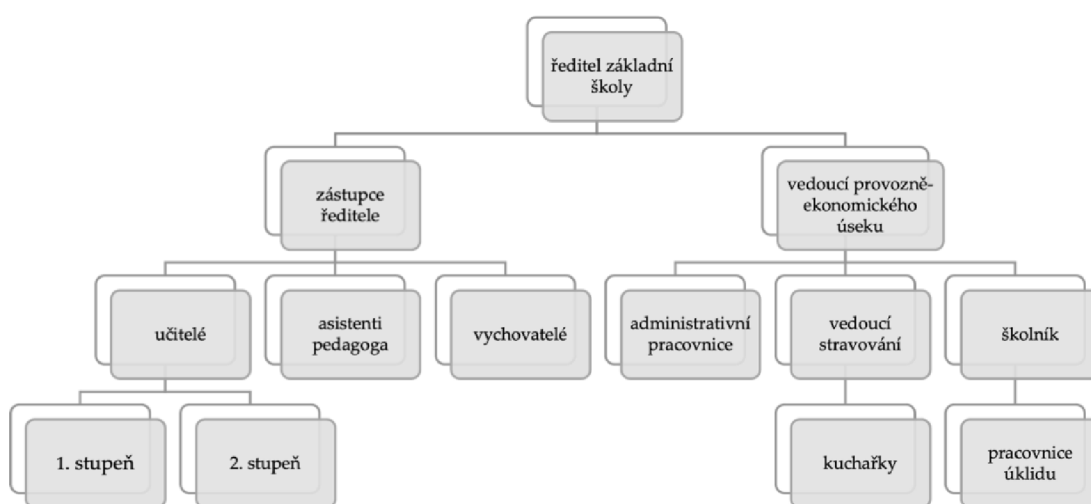 ředitel základní
školy
zástupce
ředitele
vedoucí provozně-
ekonomického
úseku
učitelé
asistenti
pedagoga
vychovatelé
administrativní
pracovnice
vedoucí
stravování
školník
1. stupeň
2. stupeň
kuchařky
pracovnice
úklidu